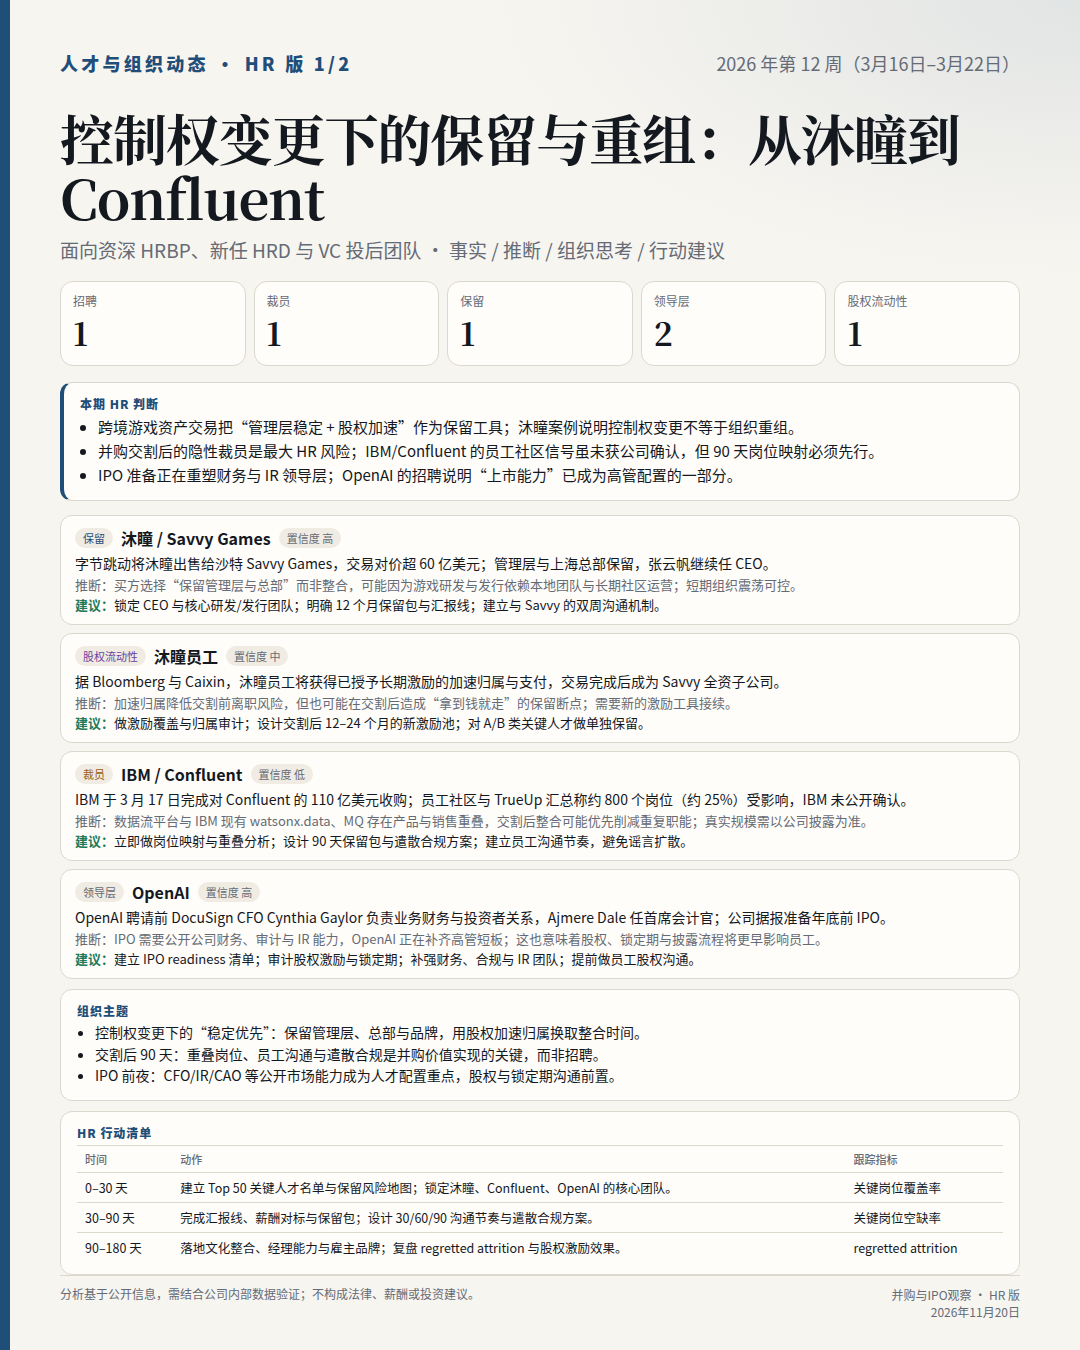 人才与组织动态 · HR 版 1/2
2026 年第 12 周（3月16日–3月22日）
控制权变更下的保留与重组：从沐瞳到
Confluent
面向资深 HRBP、新任 HRD 与 VC 投后团队 · 事实 / 推断 / 组织思考 / 行动建议
招聘
1
裁员
1
保留
1
领导层
2
股权流动性
1
本期 HR 判断
• 跨境游戏资产交易把“管理层稳定 + 股权加速”作为保留工具；沐瞳案例说明控制权变更不等于组织重组。
• 并购交割后的隐性裁员是最大 HR 风险；IBM/Confluent 的员工社区信号虽未获公司确认，但 90 天岗位映射必须先行。
• IPO 准备正在重塑财务与 IR 领导层；OpenAI 的招聘说明“上市能力”已成为高管配置的一部分。
保留 沐瞳 / Savvy Games 置信度 高
字节跳动将沐瞳出售给沙特 Savvy Games，交易对价超 60 亿美元；管理层与上海总部保留，张云帆继续任 CEO。
推断：买方选择“保留管理层与总部”而非整合，可能因为游戏研发与发行依赖本地团队与长期社区运营；短期组织震荡可控。
建议：锁定 CEO 与核心研发/发行团队；明确 12 个月保留包与汇报线；建立与 Savvy 的双周沟通机制。
股权流动性 沐瞳员工 置信度 中
据 Bloomberg 与 Caixin，沐瞳员工将获得已授予长期激励的加速归属与支付，交易完成后成为 Savvy 全资子公司。
推断：加速归属降低交割前离职风险，但也可能在交割后造成“拿到钱就走”的保留断点；需要新的激励工具接续。
建议：做激励覆盖与归属审计；设计交割后 12–24 个月的新激励池；对 A/B 类关键人才做单独保留。
裁员 IBM / Confluent 置信度 低
IBM 于 3 月 17 日完成对 Confluent 的 110 亿美元收购；员工社区与 TrueUp 汇总称约 800 个岗位（约 25%）受影响，IBM 未公开确认。
推断：数据流平台与 IBM 现有 watsonx.data、MQ 存在产品与销售重叠，交割后整合可能优先削减重复职能；真实规模需以公司披露为准。
建议：立即做岗位映射与重叠分析；设计 90 天保留包与遣散合规方案；建立员工沟通节奏，避免谣言扩散。
领导层 OpenAI 置信度 高
OpenAI 聘请前 DocuSign CFO Cynthia Gaylor 负责业务财务与投资者关系，Ajmere Dale 任首席会计官；公司据报准备年底前 IPO。
推断：IPO 需要公开公司财务、审计与 IR 能力，OpenAI 正在补齐高管短板；这也意味着股权、锁定期与披露流程将更早影响员工。
建议：建立 IPO readiness 清单；审计股权激励与锁定期；补强财务、合规与 IR 团队；提前做员工股权沟通。
组织主题
• 控制权变更下的“稳定优先”：保留管理层、总部与品牌，用股权加速归属换取整合时间。
• 交割后 90 天：重叠岗位、员工沟通与遣散合规是并购价值实现的关键，而非招聘。
• IPO 前夜：CFO/IR/CAO 等公开市场能力成为人才配置重点，股权与锁定期沟通前置。
HR 行动清单
时间 动作 跟踪指标
0–30 天 建立 Top 50 关键人才名单与保留风险地图；锁定沐瞳、Confluent、OpenAI 的核心团队。 关键岗位覆盖率
30–90 天 完成汇报线、薪酬对标与保留包；设计 30/60/90 沟通节奏与遣散合规方案。 关键岗位空缺率
90–180 天 落地文化整合、经理能力与雇主品牌；复盘 regretted attrition 与股权激励效果。 regretted attrition
分析基于公开信息，需结合公司内部数据验证；不构成法律、薪酬或投资建议。
并购与IPO观察 · HR 版
2026年11月20日